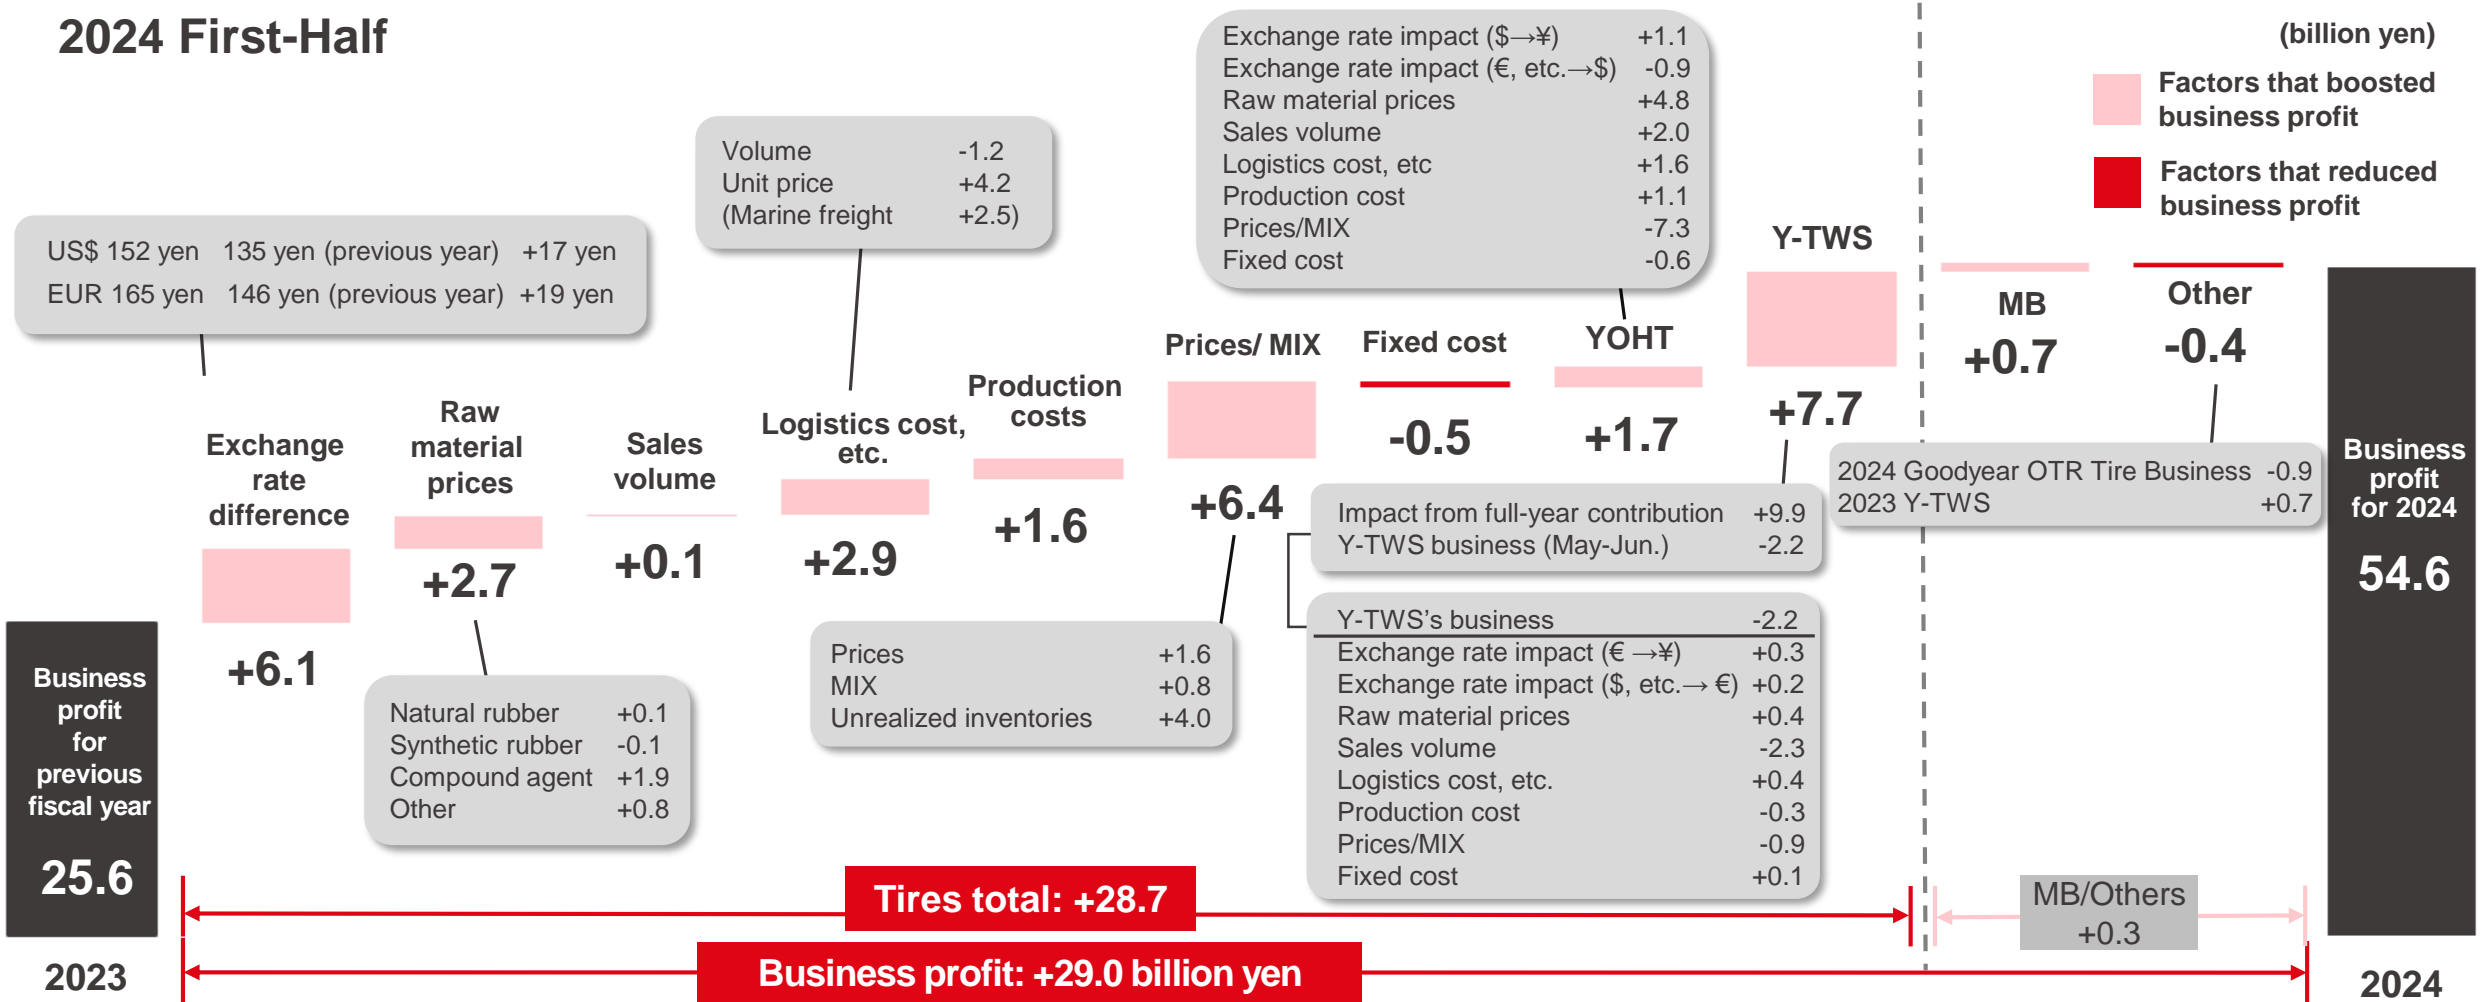 2024 First-Half
(billion yen)
Factors that boosted
business profit
Factors that reduced
business profit
US$ 152 yen 135 yen (previous year) +17 yen
EUR 165 yen 146 yen (previous year) +19 yen
Volume -1.2
Unit price +4.2
(Marine freight +2.5)
Exchange rate impact ($→¥) +1.1
Exchange rate impact (€, etc.→$) -0.9
Raw material prices +4.8
Sales volume +2.0
Logistics cost, etc +1.6
Production cost +1.1
Prices/MIX -7.3
Fixed cost -0.6
Business
profit
for
previous
fiscal year
25.6
2023
Exchange
rate
difference
+6.1
Raw
material
prices
+2.7
Natural rubber +0.1
Synthetic rubber -0.1
Compound agent +1.9
Other +0.8
Sales
volume
+0.1
Logistics cost,
etc.
+2.9
Production
costs
+1.6
Prices/ MIX
+6.4
Prices +1.6
MIX +0.8
Unrealized inventories +4.0
Fixed cost
-0.5
YOHT
+1.7
Y-TWS
+7.7
Impact from full-year contribution +9.9
Y-TWS business (May-Jun.) -2.2
Y-TWS's business -2.2
Exchange rate impact (€ →¥) +0.3
Exchange rate impact ($, etc.→ €) +0.2
Raw material prices +0.4
Sales volume -2.3
Logistics cost, etc. +0.4
Production cost -0.3
Prices/MIX -0.9
Fixed cost +0.1
MB
+0.7
Other
-0.4
2024 Goodyear OTR Tire Business -0.9
2023 Y-TWS +0.7
Business
profit
for 2024
54.6
2024
Tires total: +28.7
MB/Others
+0.3
Business profit: +29.0 billion yen